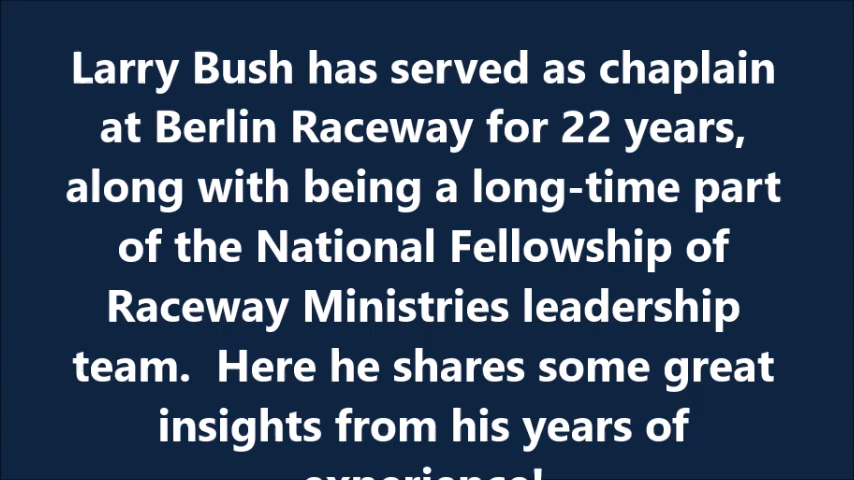 Larry Bush has served as chaplain
at Berlin Raceway for 22 years,
along with being a long-time part
of the National Fellowship of
Raceway Ministries leadership
team.  Here he shares some great
insights from his years of
experience!